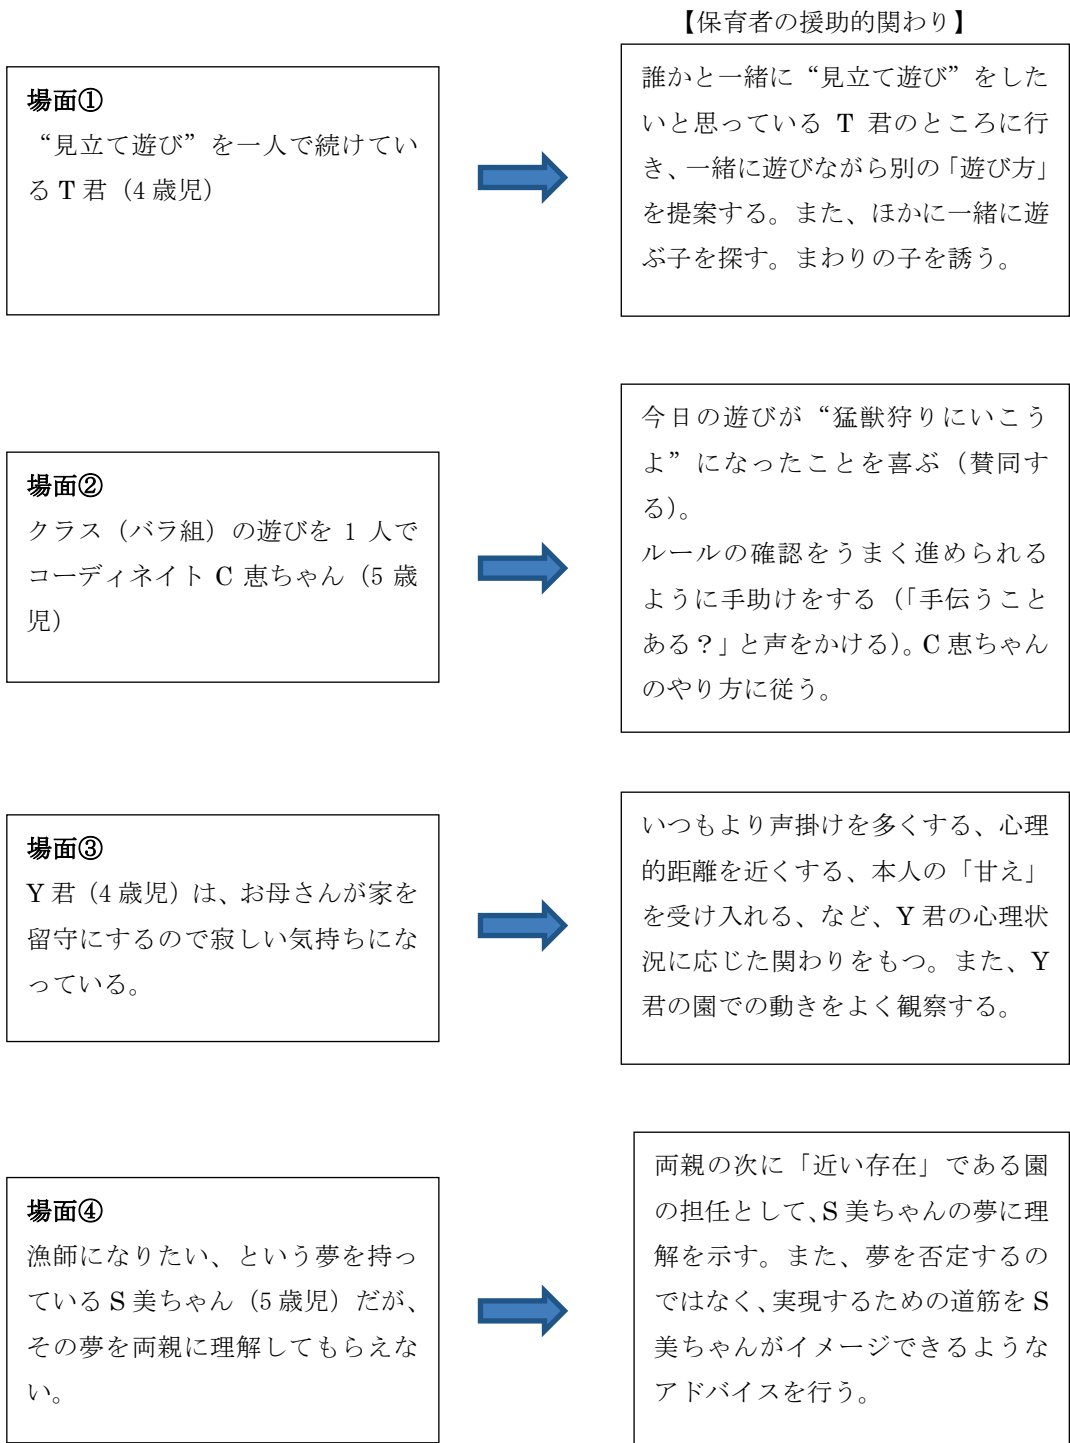 【保育者の援助的関わり】
場面①
“見立て遊び”を一人で続けてい
る T 君（4 歳児）
誰かと一緒に“見立て遊び”をした
いと思っている T 君のところに行
き、一緒に遊びながら別の「遊び方」
を提案する。また、ほかに一緒に遊
ぶ子を探す。まわりの子を誘う。
場面②
クラス（バラ組）の遊びを 1 人で
コーディネイト C 恵ちゃん（5 歳
児）
今日の遊びが“猛獣狩りにいこう
よ”になったことを喜ぶ（賛同す
る）。
ルールの確認をうまく進められる
ように手助けをする（「手伝うこと
ある？」と声をかける）。C 恵ちゃん
のやり方に従う。
場面③
Y 君（4 歳児）は、お母さんが家を
留守にするので寂しい気持ちにな
っている。
いつもより声掛けを多くする、心理
的距離を近くする、本人の「甘え」
を受け入れる、など、Y 君の心理状
況に応じた関わりをもつ。また、Y
君の園での動きをよく観察する。
場面④
漁師になりたい、という夢を持っ
ている S 美ちゃん（5 歳児）だが、
その夢を両親に理解してもらえな
い。
両親の次に「近い存在」である園
の担任として、S 美ちゃんの夢に理
解を示す。また、夢を否定するの
ではなく、実現するための道筋を S
美ちゃんがイメージできるような
アドバイスを行う。